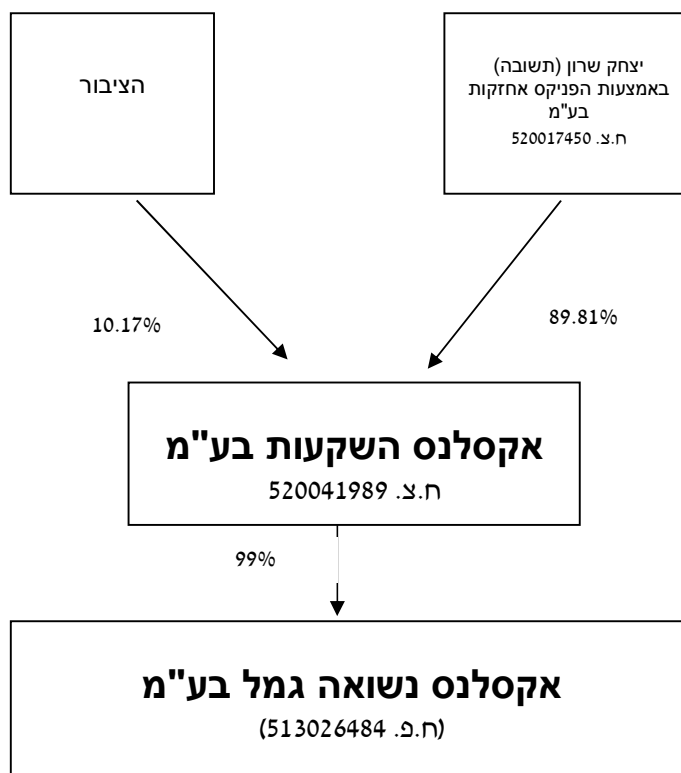 יצחק שרון (תשובה)
באמצעות הפניקס אחזקות
בע"מ
ח.צ. 520017450
הציבור
89.81%
10.17%
אקסלנס השקעות בע"מ
ח.צ. 520041989
99%
אקסלנס נשואה גמל בע"מ
(ח.פ. 513026484)